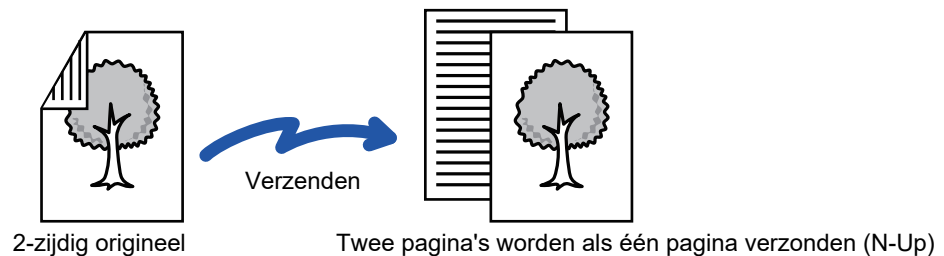 Verzenden
2-zijdig origineel
Twee pagina's worden als één pagina verzonden (N-Up)